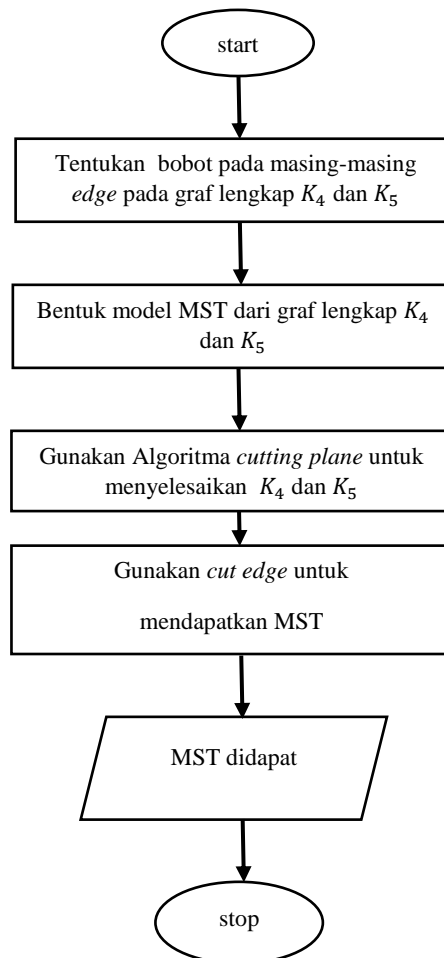 start
Tentukan bobot pada masing-masing
edge pada graf lengkap K₄ dan K₅
Bentuk model MST dari graf lengkap K₄
dan K₅
Gunakan Algoritma cutting plane untuk
menyelesaikan K₄ dan K₅
Gunakan cut edge untuk
mendapatkan MST
MST didapat
stop